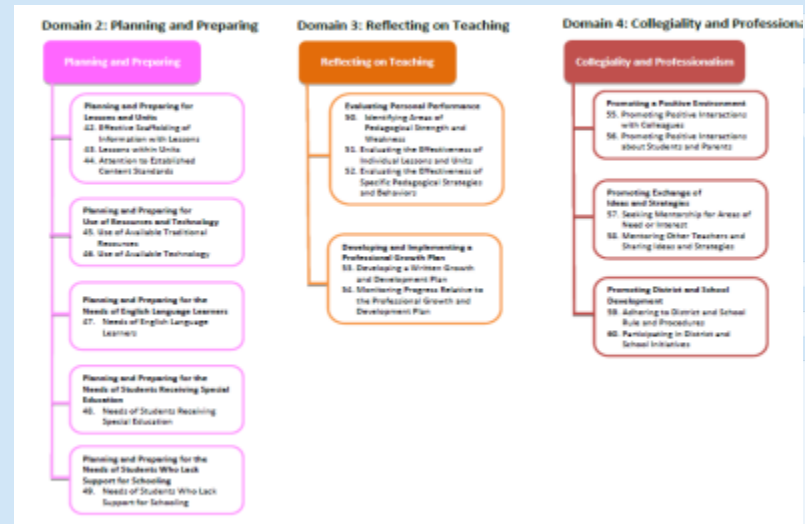 Domain 2: Planning and Preparing
Planning and Preparing
Planning and Preparing for
Lessons and Units
42. Effective Scaffolding of
Information with Lessons
43. Lessons within Units
44. Attention to Established
Content Standards
Planning and Preparing for
Use of Resources and Technology
45. Use of Available Traditional
Resources
46. Use of Available Technology
Planning and Preparing for the
Needs of English Language Learners
47. Needs of English Language
Learners
Planning and Preparing for the
Needs of Students Receiving Special
Education
48. Needs of Students Receiving
Special Education
Planning and Preparing for the
Needs of Students Who Lack
Support for Schooling
49. Needs of Students Who Lack
Support for Schooling
Domain 3: Reflecting on Teaching
Reflecting on Teaching
Evaluating Personal Performance
50. Identifying Areas of
Pedagogical Strength and
Weakness
51. Evaluating the Effectiveness of
Individual Lessons and Units
52. Evaluating the Effectiveness of
Specific Pedagogical Strategies
and Behaviors
Developing and Implementing a
Professional Growth Plan
53. Developing a Written Growth
and Development Plan
54. Monitoring Progress Relative to
the Professional Growth and
Development Plan
Domain 4: Collegiality and Professiona
Collegiality and Professionalism
Promoting a Positive Environment
55. Promoting Positive Interactions
with Colleagues
56. Promoting Positive Interactions
about Students and Parents
Promoting Exchange of
Ideas and Strategies
57. Seeking Mentorship for Areas of
Need or Interest
58. Mentoring Other Teachers and
Sharing Ideas and Strategies
Promoting District and School
Development
59. Adhering to District and School
Rule and Procedures
60. Participating in District and
School Initiatives